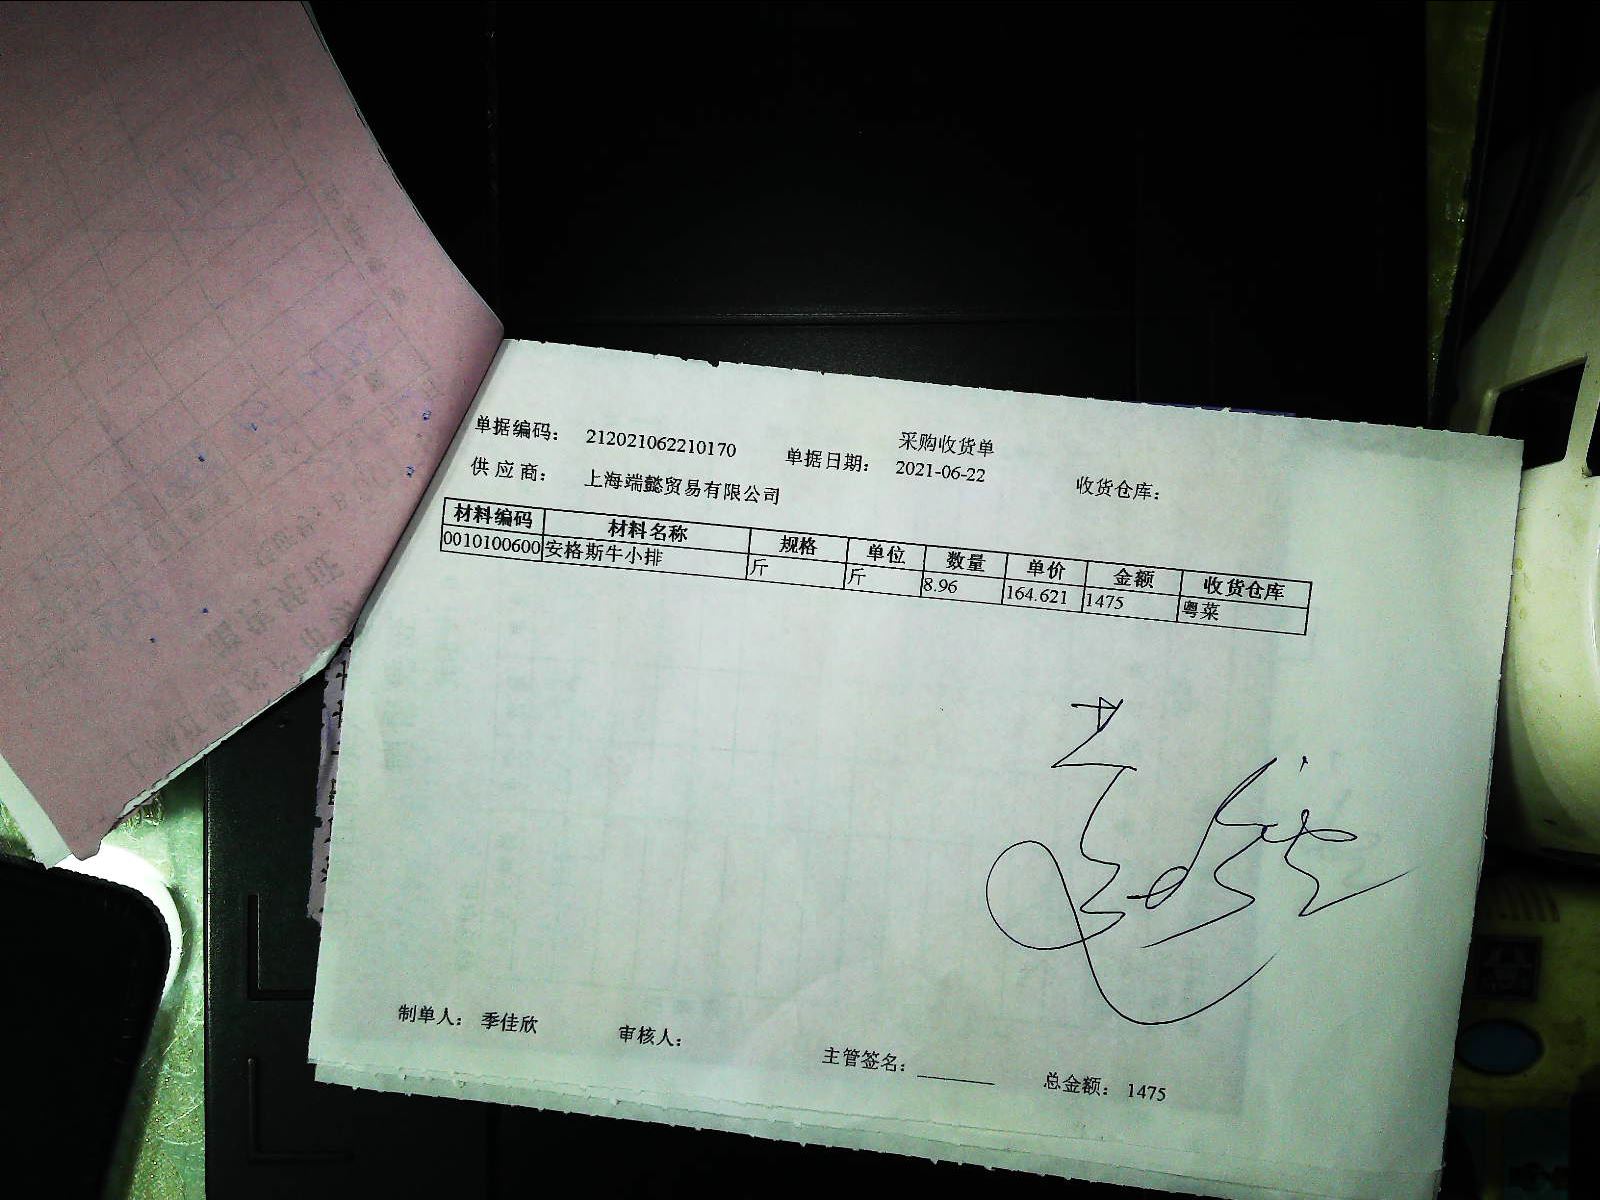 采购收货单
单据编码： 212021062210170 单据日期： 2021-06-22 收货仓库：
供应商： 上海端懿贸易有限公司
材料编码 材料名称 规格 单位 数量 单价 金额 收货仓库
0010100600 安格斯牛小排 斤 斤 8.96 164.621 1475 粤菜
制单人： 季佳欣 审核人： 主管签名： 总金额： 1475